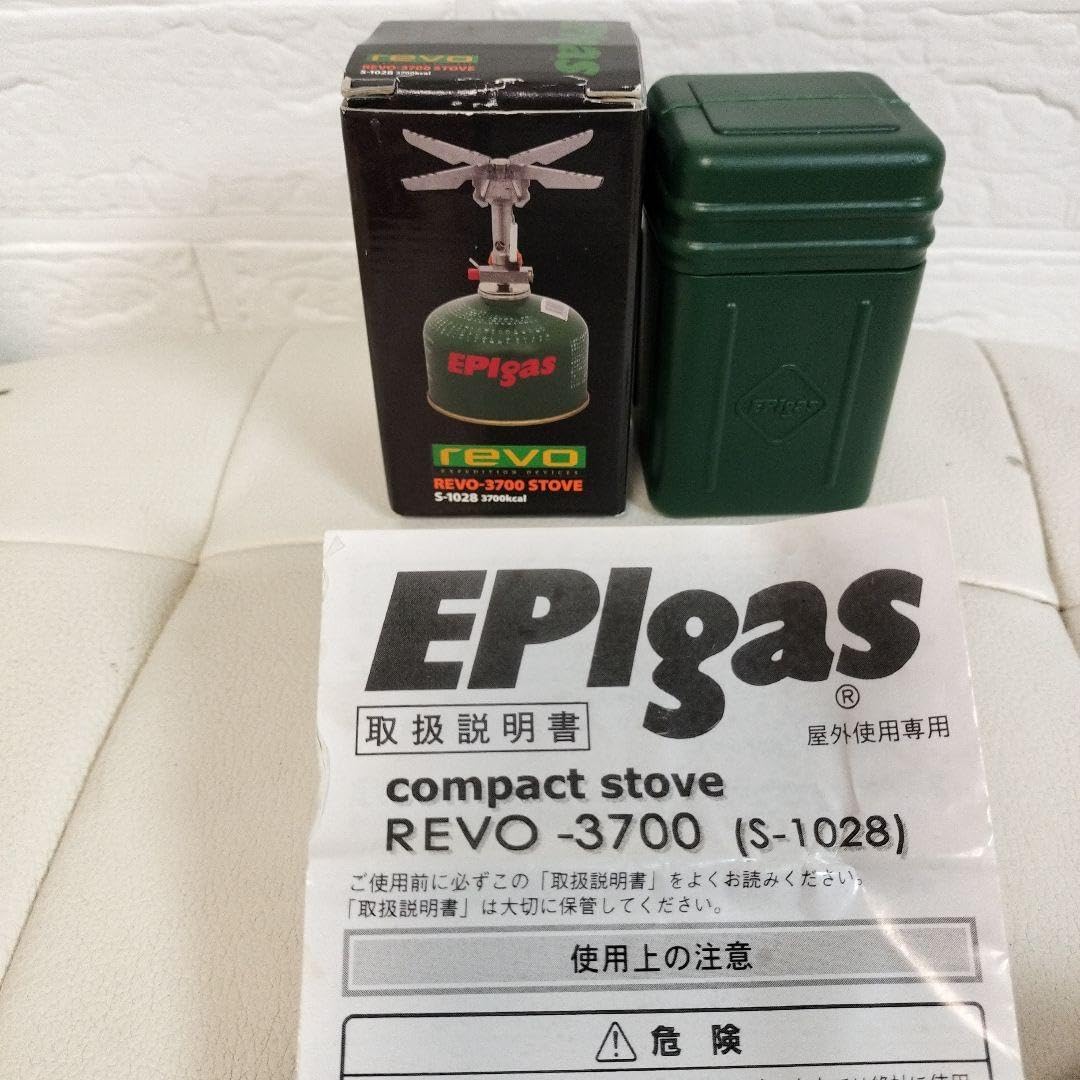 revo
REVO-3700 STOVE
S-1028 3700kcal
gas
EPIgas
revo
EXPEDITION DEVICES
REVO-3700 STOVE
S-1028 3700kcal
EPIgas
EPIgas
®
取扱説明書
屋外使用専用
compact stove
REVO -3700 (S-1028)
ご使用前に必ずこの「取扱説明書」をよくお読みください。
「取扱説明書」は大切に保管してください。
使用上の注意
危 険